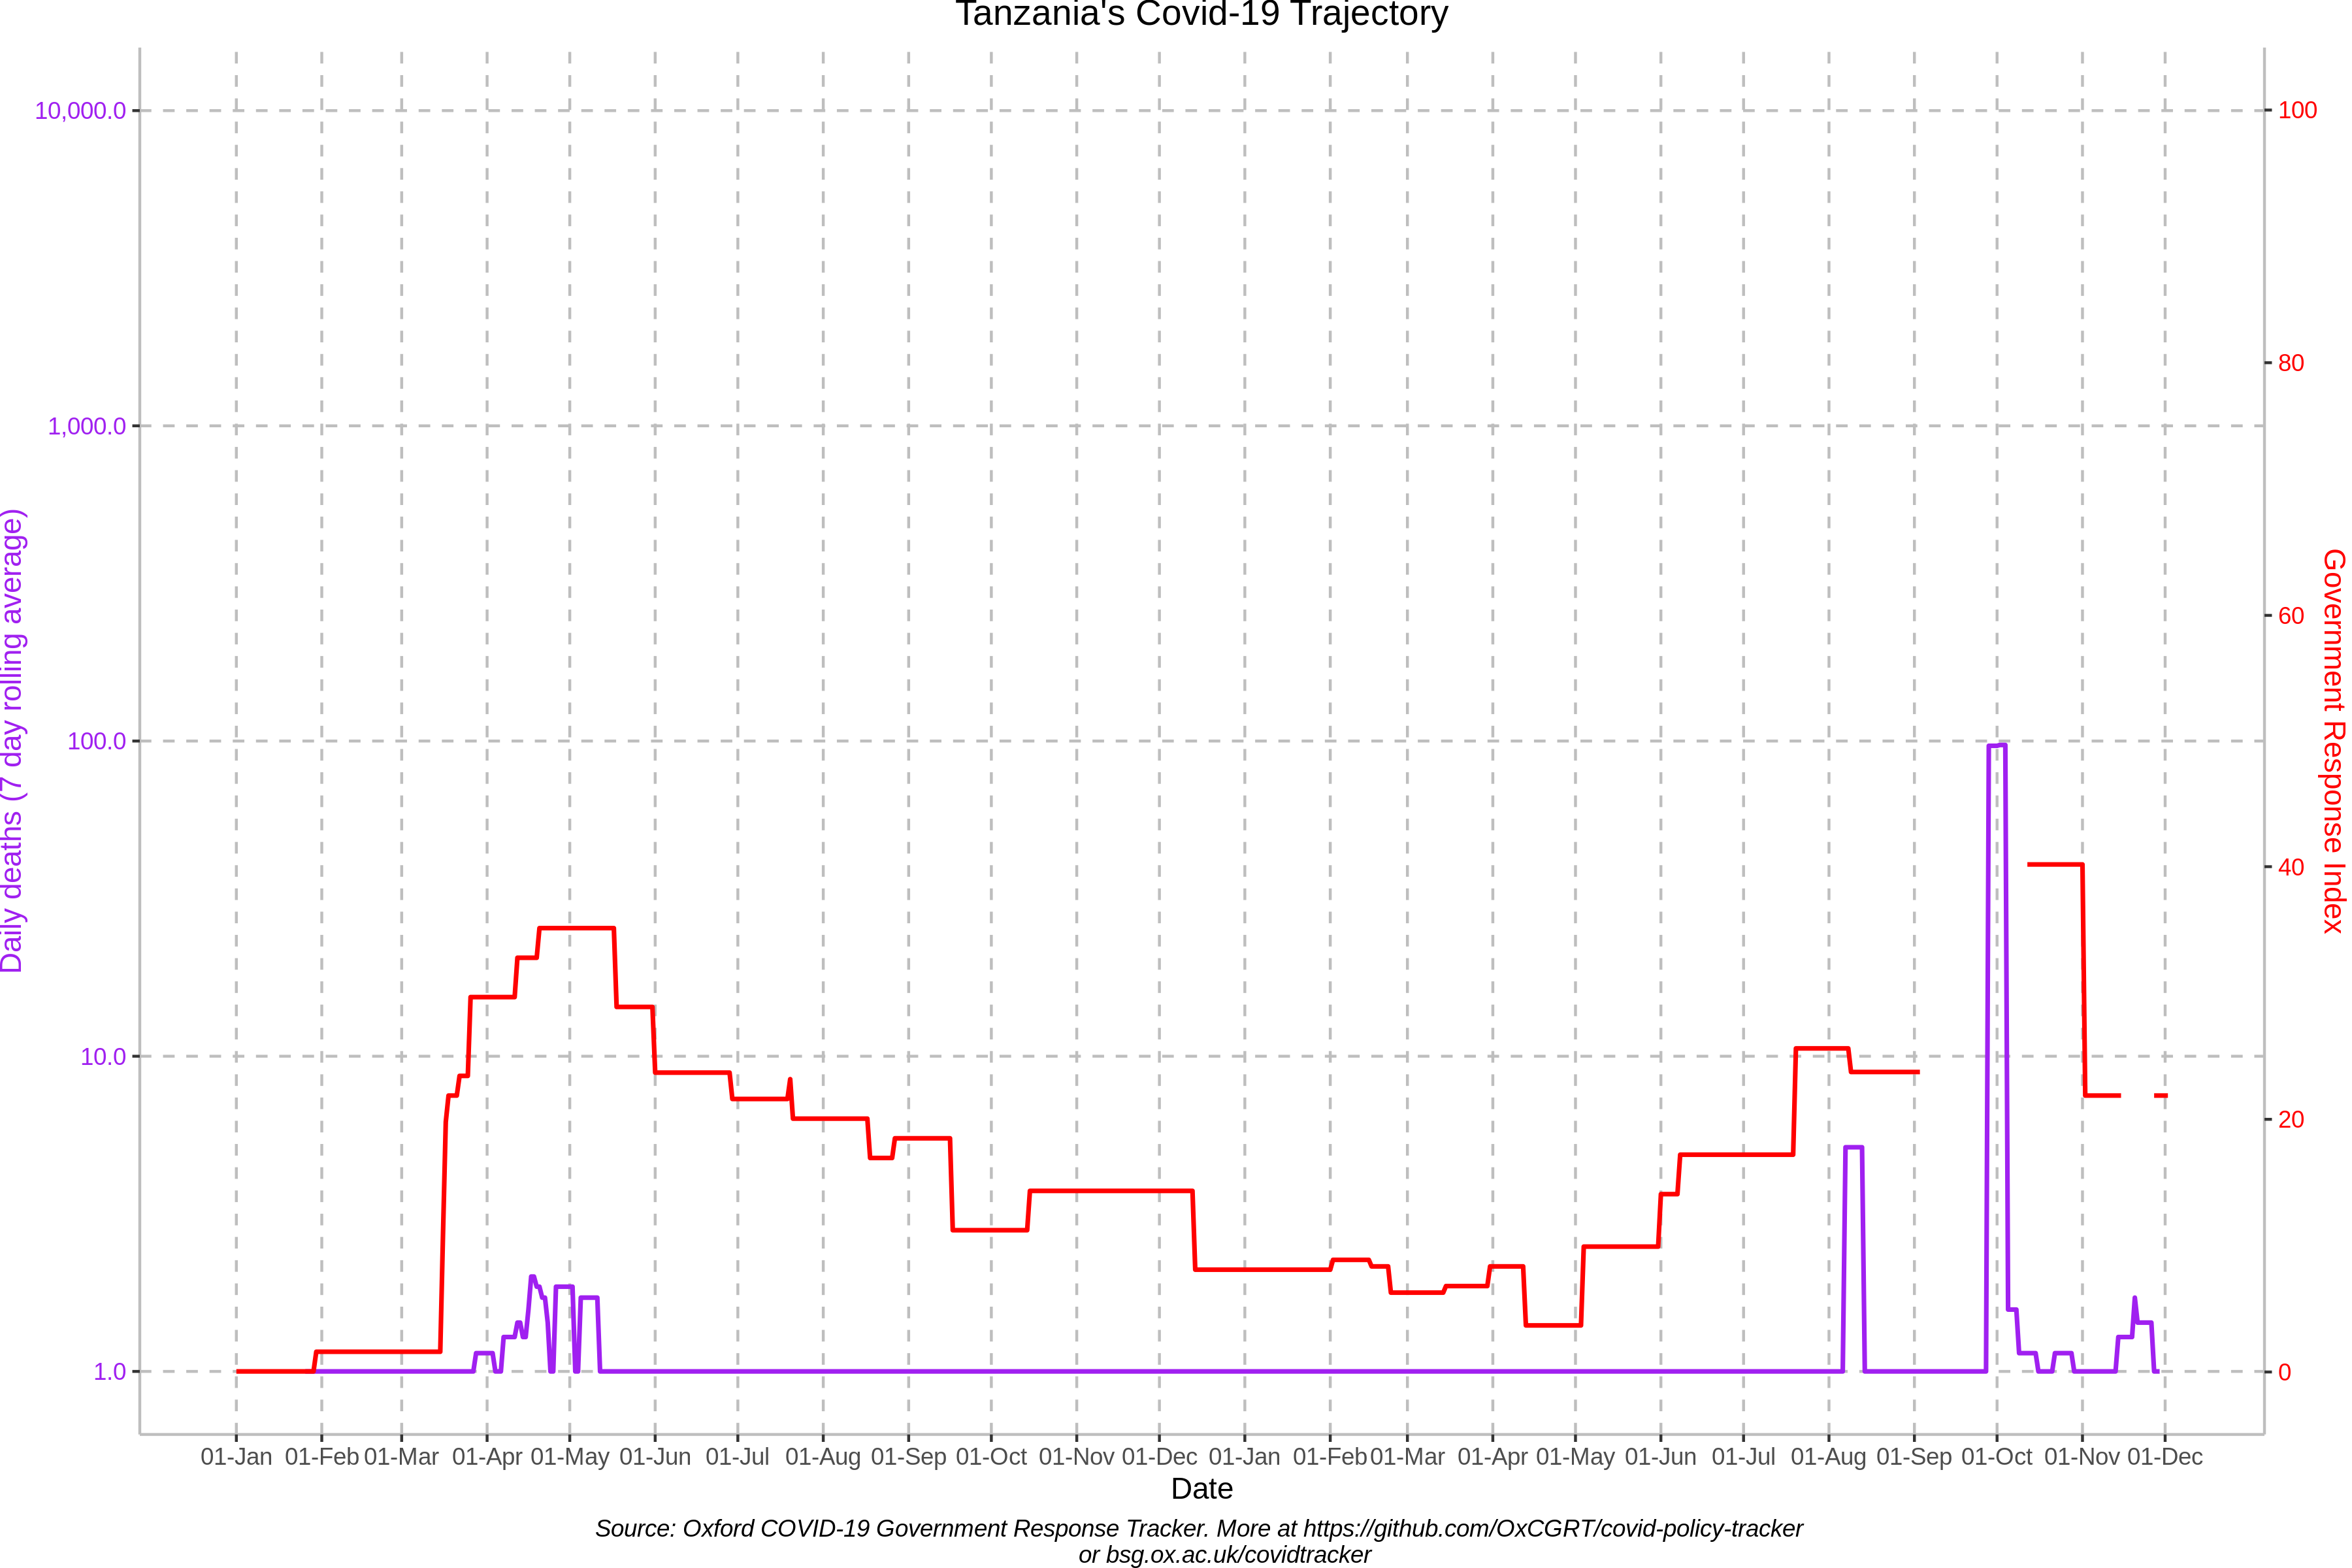 Tanzania's Covid-19 Trajectory
10,000.0
1,000.0
100.0
10.0
1.0
Daily deaths (7 day rolling average)
100
80
60
40
20
0
Government Response Index
01-Jan 01-Feb 01-Mar 01-Apr 01-May 01-Jun 01-Jul 01-Aug 01-Sep 01-Oct 01-Nov 01-Dec 01-Jan 01-Feb 01-Mar 01-Apr 01-May 01-Jun 01-Jul 01-Aug 01-Sep 01-Oct 01-Nov 01-Dec
Date
Source: Oxford COVID-19 Government Response Tracker. More at https://github.com/OxCGRT/covid-policy-tracker
or bsg.ox.ac.uk/covidtracker